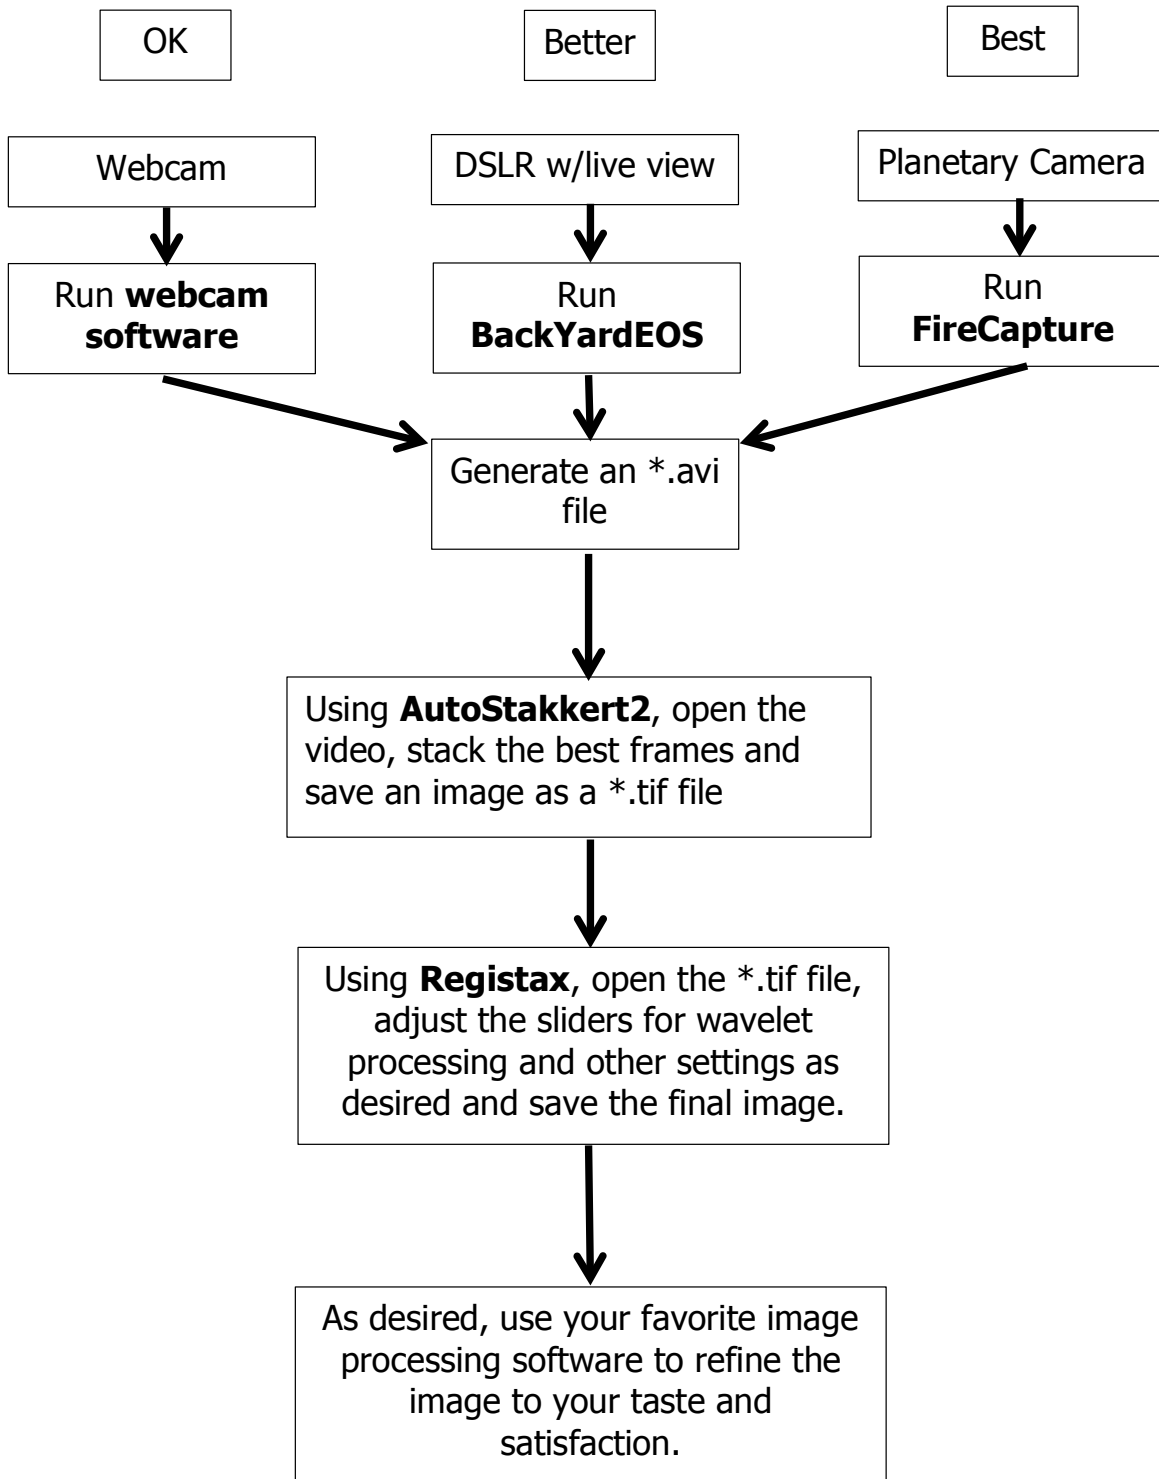 OK
Better
Best
Webcam
DSLR w/live view
Planetary Camera
Run webcam
software
Run
BackYardEOS
Run
FireCapture
Generate an *.avi
file
Using AutoStakkert2, open the
video, stack the best frames and
save an image as a *.tif file
Using Registax, open the *.tif file,
adjust the sliders for wavelet
processing and other settings as
desired and save the final image.
As desired, use your favorite image
processing software to refine the
image to your taste and
satisfaction.